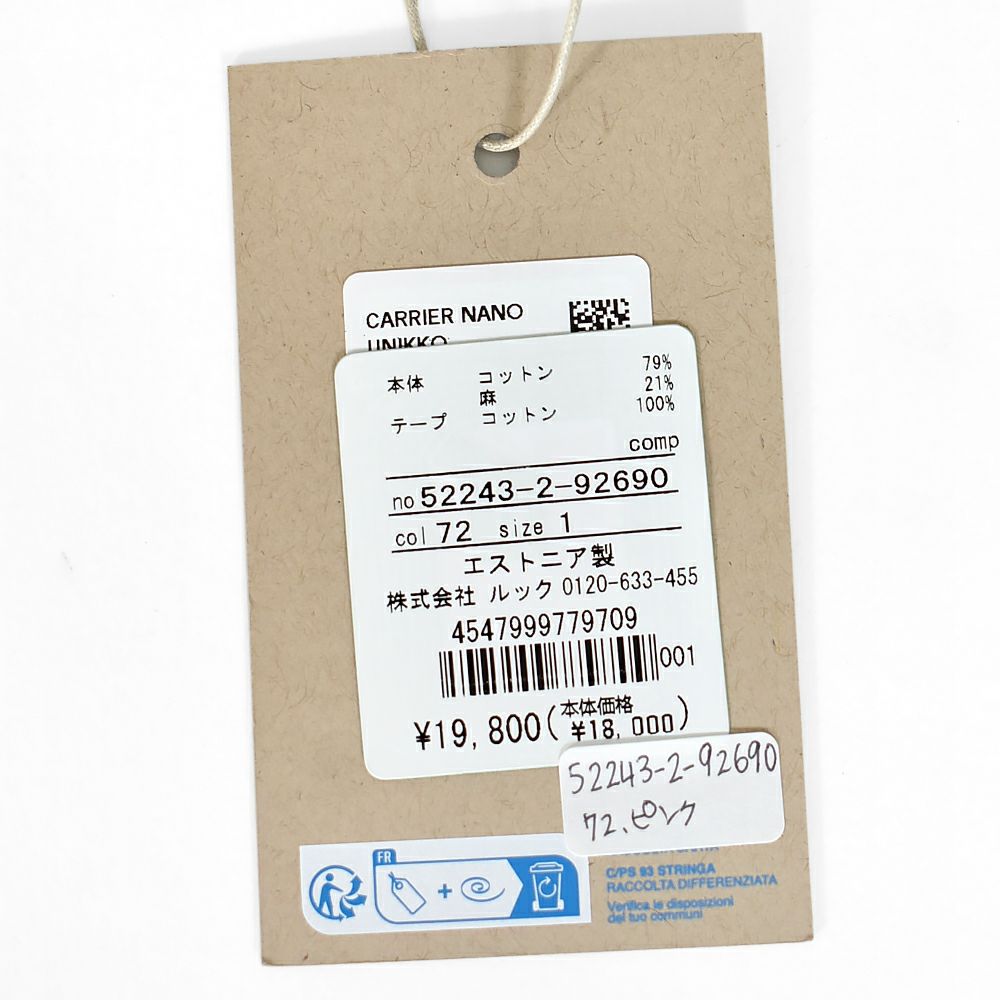 CARRIER NANO
UNIKKO
本体 コットン 79%
麻 21%
テープ コットン 100%
comp
no 52243-2-92690
col 72 size 1
エストニア製
株式会社 ルック 0120-633-455
4547999779709
001
¥19,800(本体価格 ¥18,000)
52243-2-92690
72.ピンク
FR
C/PS 93 STRINGA
RACCOLTA DIFFERENZIATA
Verifica le disposizioni
del tuo communi